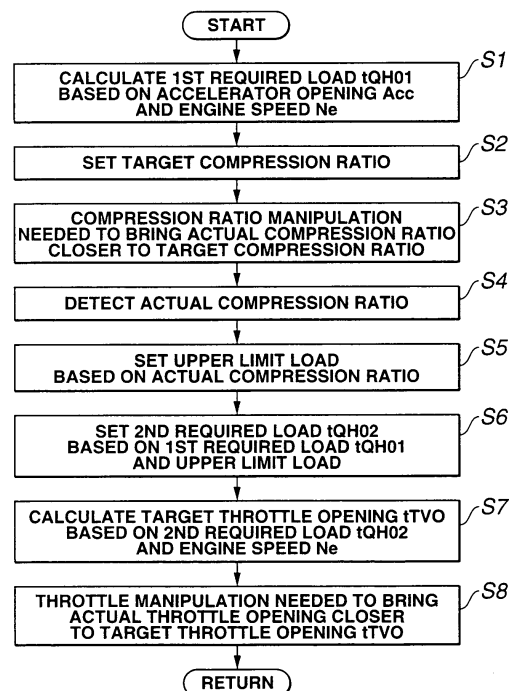 START
S1
CALCULATE 1ST REQUIRED LOAD tQH01
BASED ON ACCELERATOR OPENING Acc
AND ENGINE SPEED Ne
S2
SET TARGET COMPRESSION RATIO
S3
COMPRESSION RATIO MANIPULATION
NEEDED TO BRING ACTUAL COMPRESSION RATIO
CLOSER TO TARGET COMPRESSION RATIO
S4
DETECT ACTUAL COMPRESSION RATIO
S5
SET UPPER LIMIT LOAD
BASED ON ACTUAL COMPRESSION RATIO
S6
SET 2ND REQUIRED LOAD tQH02
BASED ON 1ST REQUIRED LOAD tQH01
AND UPPER LIMIT LOAD
S7
CALCULATE TARGET THROTTLE OPENING tTVO
BASED ON 2ND REQUIRED LOAD tQH02
AND ENGINE SPEED Ne
S8
THROTTLE MANIPULATION NEEDED TO BRING
ACTUAL THROTTLE OPENING CLOSER
TO TARGET THROTTLE OPENING tTVO
RETURN